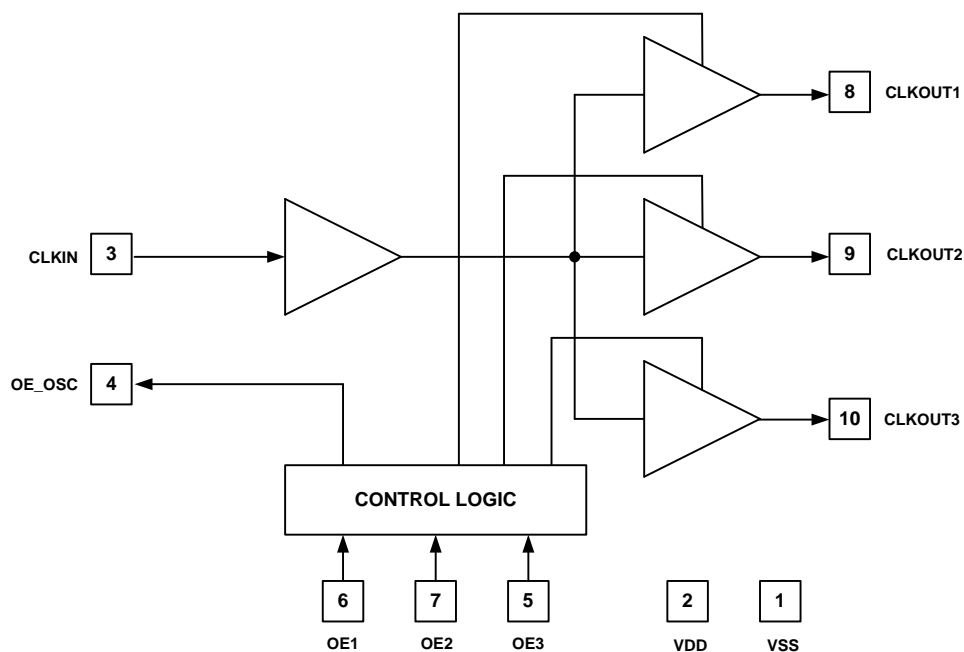 8 CLKOUT1
CLKIN 3
9 CLKOUT2
OE_OSC 4
10 CLKOUT3
CONTROL LOGIC
6 7 5 2 1
OE1 OE2 OE3 VDD VSS